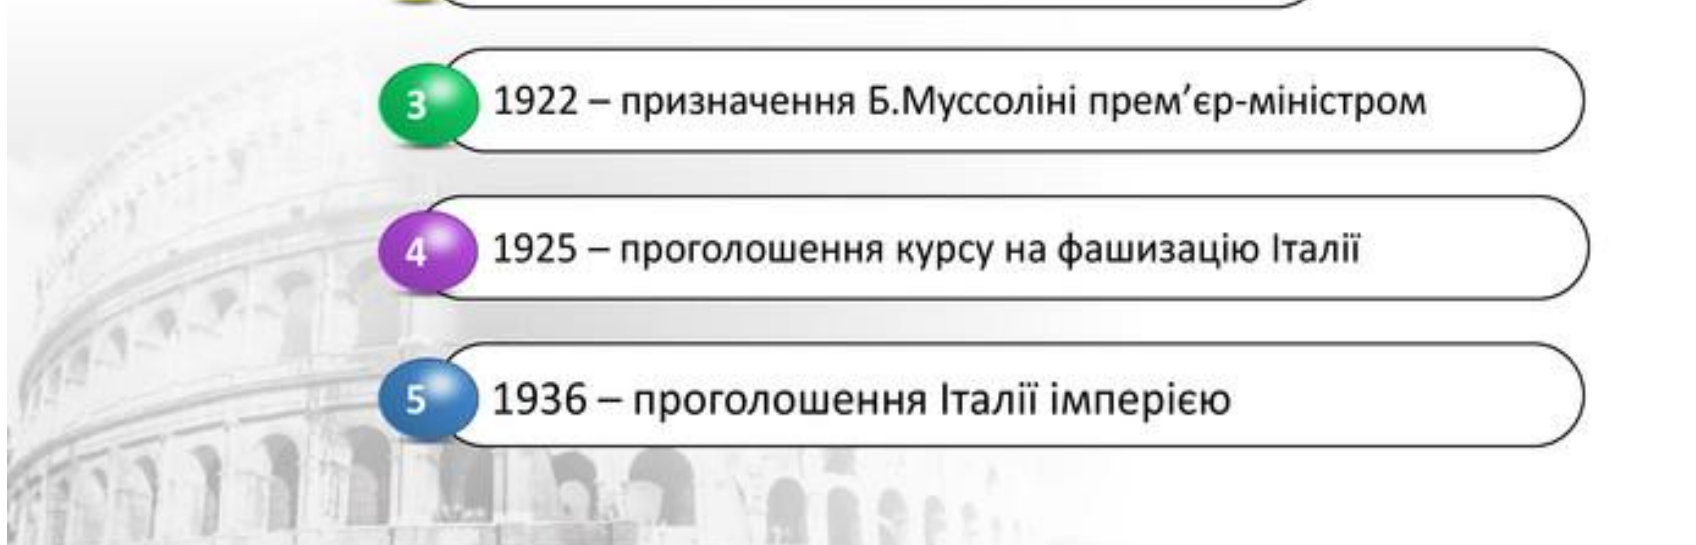 3 1922 – призначення Б.Муссоліні прем’єр-міністром
4 1925 – проголошення курсу на фашизацію Італії
5 1936 – проголошення Італії імперією